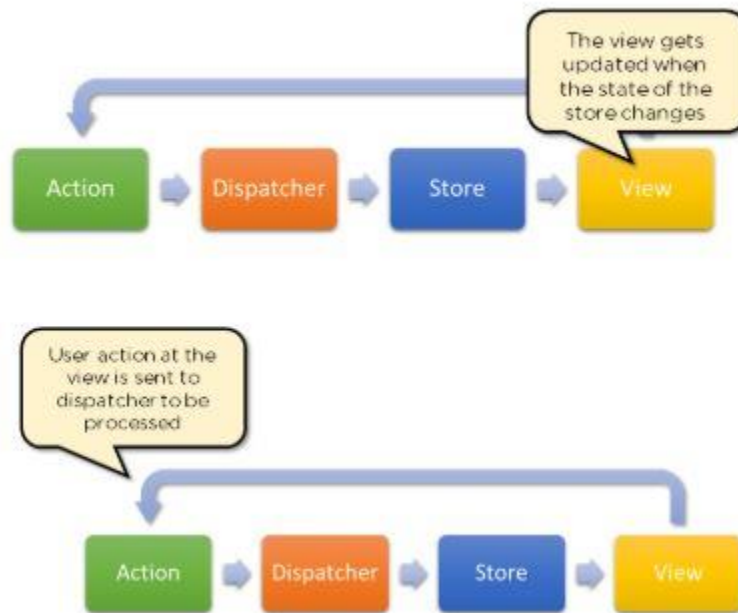 The view gets
updated when
the state of the
store changes
Action
Dispatcher
Store
View
User action at the
view is sent to
dispatcher to be
processed
Action
Dispatcher
Store
View